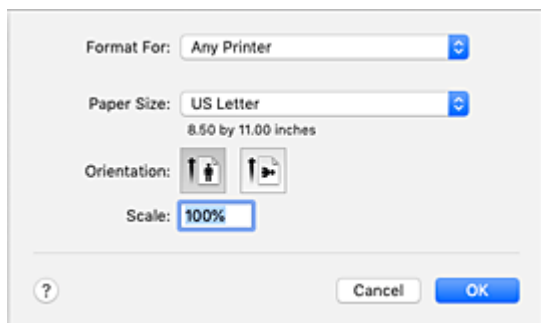 Format For: Any Printer
Paper Size: US Letter
8.50 by 11.00 inches
Orientation:
Scale: 100%
? Cancel OK